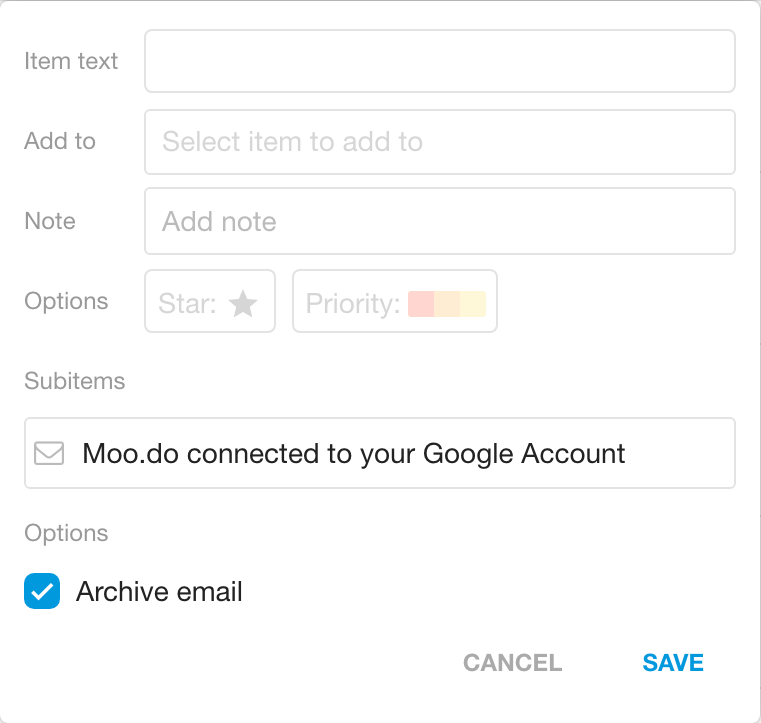 Item text
Add to Select item to add to
Note Add note
Options Star: Priority:
Subitems
Moo.do connected to your Google Account
Options
Archive email
CANCEL SAVE